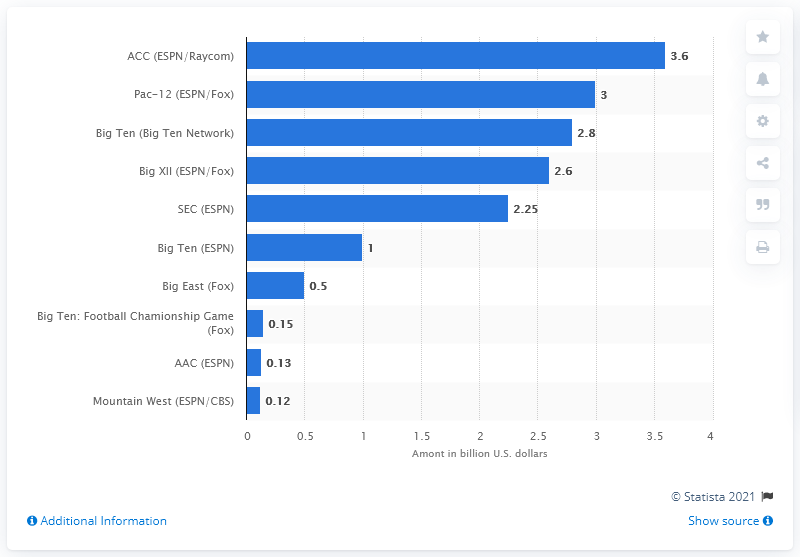 ACC (ESPN/Raycom) 3.6
Pac-12 (ESPN/Fox) 3
Big Ten (Big Ten Network) 2.8
Big XII (ESPN/Fox) 2.6
SEC (ESPN) 2.25
Big Ten (ESPN) 1
Big East (Fox) 0.5
Big Ten: Football Chamionship Game
(Fox) 0.15
AAC (ESPN) 0.13
Mountain West (ESPN/CBS) 0.12
0 0.5 1 1.5 2 2.5 3 3.5 4
Amont in billion U.S. dollars
© Statista 2021
Additional Information Show source